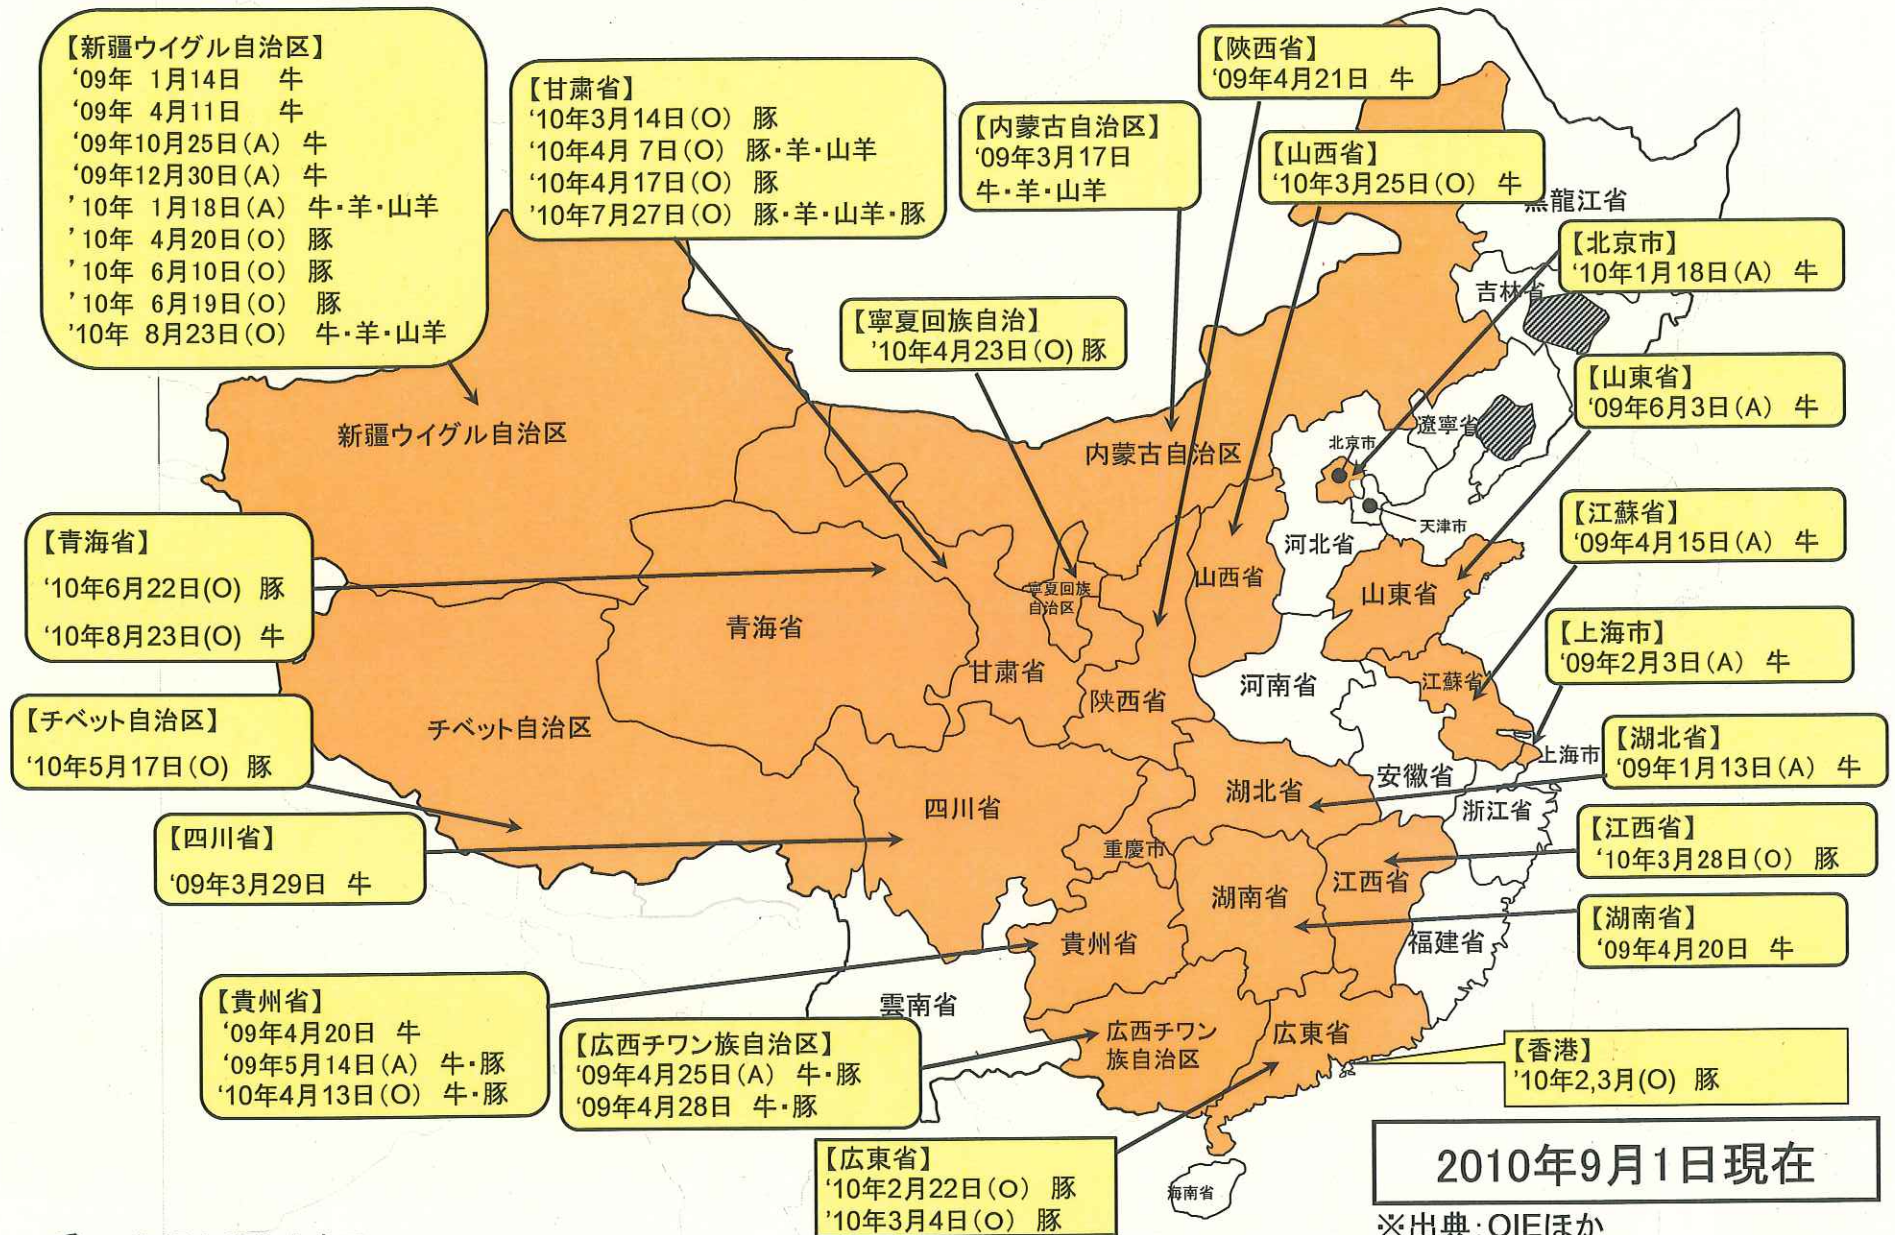 【新疆ウイグル自治区】
‘09年 1月14日 牛
‘09年 4月11日 牛
‘09年10月25日(A) 牛
‘09年12月30日(A) 牛
’10年 1月18日(A) 牛・羊・山羊
’10年 4月20日(O) 豚
’10年 6月10日(O) 豚
’10年 6月19日(O) 豚
’10年 8月23日(O) 牛・羊・山羊
【甘粛省】
‘10年3月14日(O) 豚
‘10年4月 7日(O) 豚・羊・山羊
‘10年4月17日(O) 豚
‘10年7月27日(O) 豚・羊・山羊・豚
【内蒙古自治区】
‘09年3月17日
牛・羊・山羊
【陝西省】
‘09年4月21日 牛
【山西省】
‘10年3月25日(O) 牛
黒龍江省
【北京市】
‘10年1月18日(A) 牛
吉林省
【寧夏回族自治】
’10年4月23日(O) 豚
【山東省】
‘09年6月3日(A) 牛
新疆ウイグル自治区
内蒙古自治区
北京市
遼寧省
天津市
【江蘇省】
‘09年4月15日(A) 牛
【青海省】
‘10年6月22日(O) 豚
‘10年8月23日(O) 牛
河北省
山西省
山東省
寧夏回族
自治区
青海省
甘粛省
陝西省
河南省
江蘇省
【上海市】
‘09年2月3日(A) 牛
【チベット自治区】
‘10年5月17日(O) 豚
チベット自治区
上海市
【湖北省】
‘09年1月13日(A) 牛
安徽省
湖北省
四川省
浙江省
【四川省】
‘09年3月29日 牛
重慶市
【江西省】
‘10年3月28日(O) 豚
江西省
湖南省
【湖南省】
‘09年4月20日 牛
貴州省
福建省
雲南省
【貴州省】
‘09年4月20日 牛
‘09年5月14日(A) 牛・豚
‘10年4月13日(O) 牛・豚
【広西チワン族自治区】
‘09年4月25日(A) 牛・豚
‘09年4月28日 牛・豚
広西チワン
族自治区
広東省
【香港】
’10年2,3月(O) 豚
【広東省】
‘10年2月22日(O) 豚
’10年3月4日(O) 豚
海南省
2010年9月1日現在
※出典:OIEほか